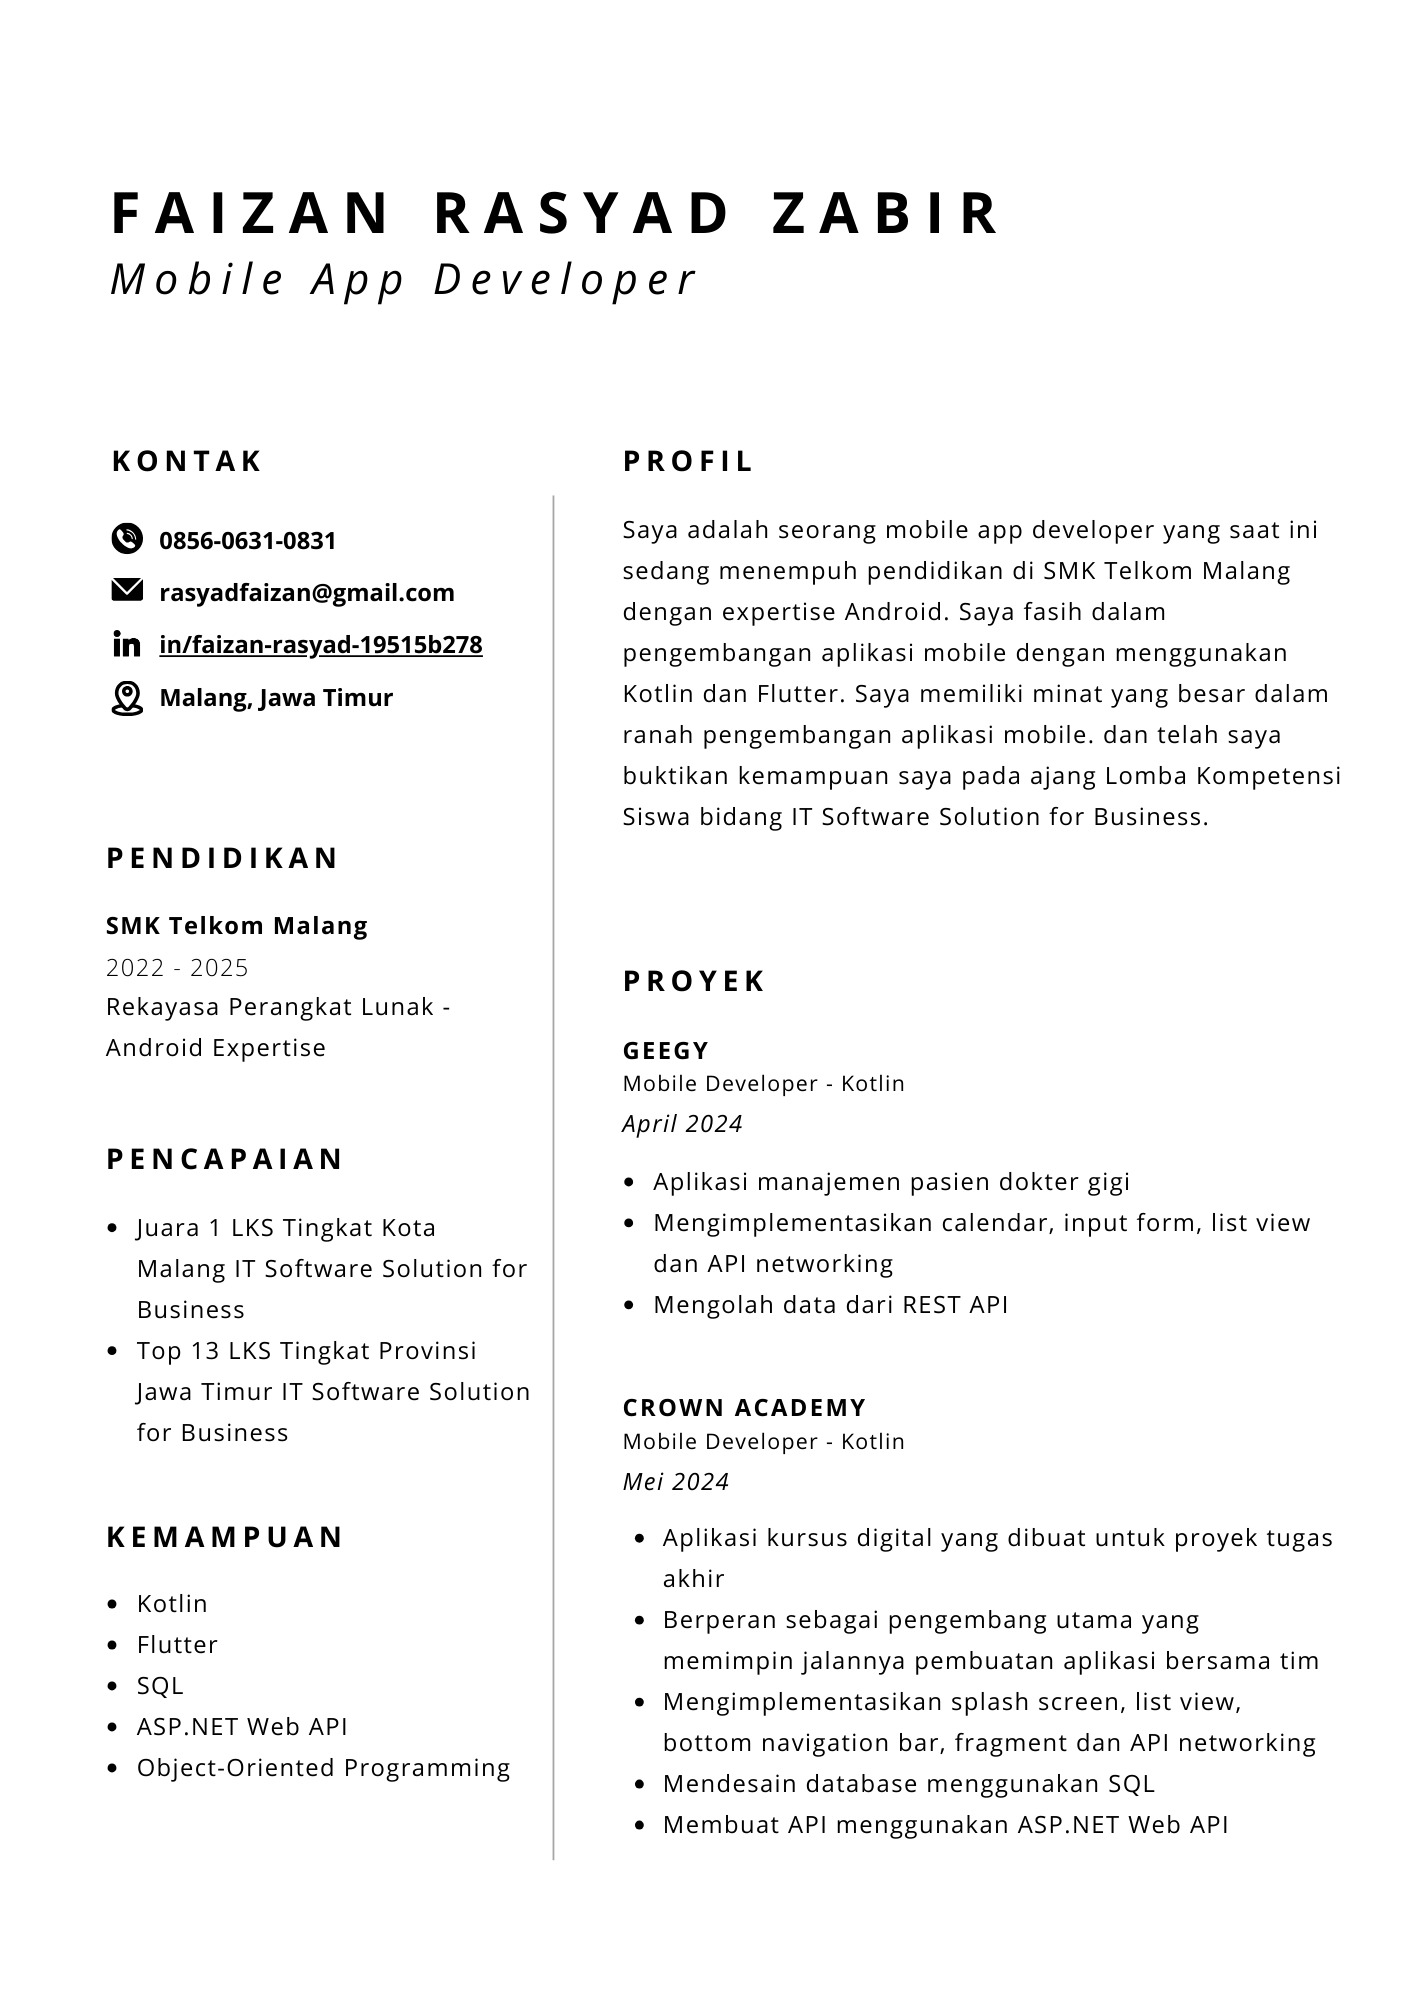 FAIZAN RASYAD ZABIR
Mobile App Developer
KONTAK
0856-0631-0831
rasyadfaizan@gmail.com
in/faizan-rasyad-19515b278
Malang, Jawa Timur
PENDIDIKAN
SMK Telkom Malang
2022 - 2025
Rekayasa Perangkat Lunak -
Android Expertise
PENCAPAIAN
• Juara 1 LKS Tingkat Kota
Malang IT Software Solution for
Business
• Top 13 LKS Tingkat Provinsi
Jawa Timur IT Software Solution
for Business
KEMAMPUAN
• Kotlin
• Flutter
• SQL
• ASP.NET Web API
• Object-Oriented Programming
PROFIL
Saya adalah seorang mobile app developer yang saat ini
sedang menempuh pendidikan di SMK Telkom Malang
dengan expertise Android. Saya fasih dalam
pengembangan aplikasi mobile dengan menggunakan
Kotlin dan Flutter. Saya memiliki minat yang besar dalam
ranah pengembangan aplikasi mobile. dan telah saya
buktikan kemampuan saya pada ajang Lomba Kompetensi
Siswa bidang IT Software Solution for Business.
PROYEK
GEEGY
Mobile Developer - Kotlin
April 2024
• Aplikasi manajemen pasien dokter gigi
• Mengimplementasikan calendar, input form, list view
dan API networking
• Mengolah data dari REST API
CROWN ACADEMY
Mobile Developer - Kotlin
Mei 2024
• Aplikasi kursus digital yang dibuat untuk proyek tugas
akhir
• Berperan sebagai pengembang utama yang
memimpin jalannya pembuatan aplikasi bersama tim
• Mengimplementasikan splash screen, list view,
bottom navigation bar, fragment dan API networking
• Mendesain database menggunakan SQL
• Membuat API menggunakan ASP.NET Web API